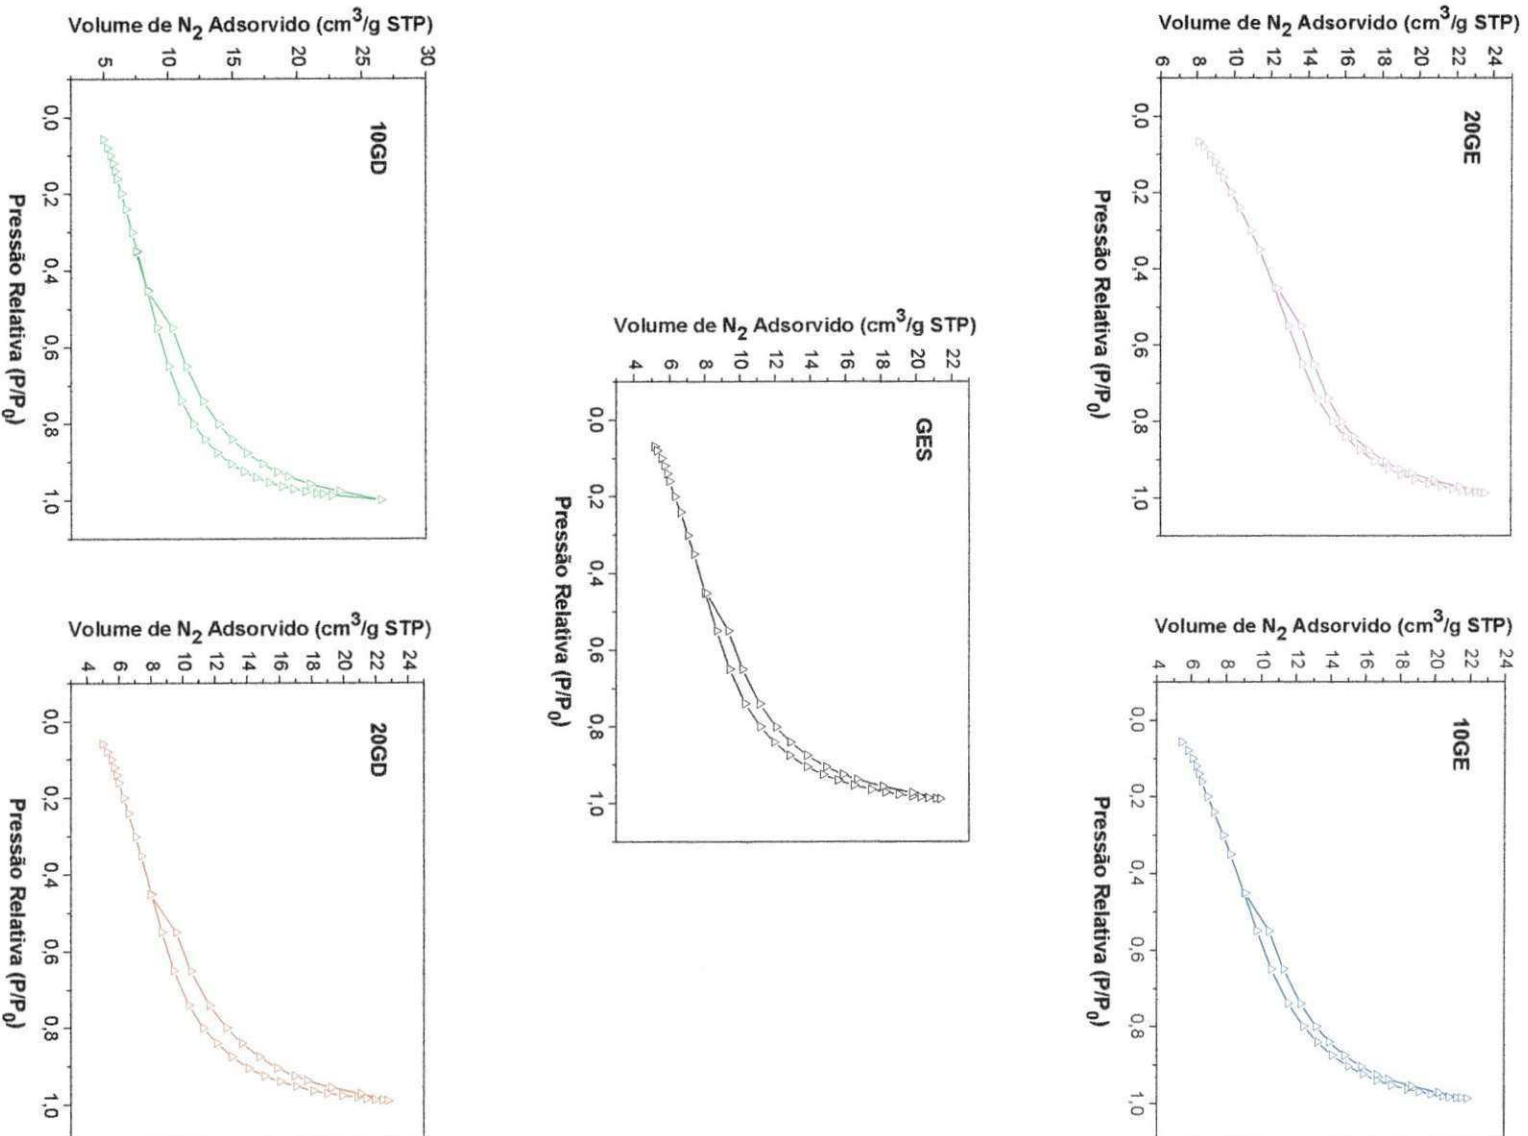 Volume de N2 Adsorvido (cm3/g STP)
24
22
20
18
16
14
12
10
8
6
20GE
0,0 0,2 0,4 0,6 0,8 1,0
Pressão Relativa (P/P0)
Volume de N2 Adsorvido (cm3/g STP)
24
22
20
18
16
14
12
10
8
6
4
10GE
0,0 0,2 0,4 0,6 0,8 1,0
Pressão Relativa (P/P0)
Volume de N2 Adsorvido (cm3/g STP)
22
20
18
16
14
12
10
8
6
4
GES
0,0 0,2 0,4 0,6 0,8 1,0
Pressão Relativa (P/P0)
Volume de N2 Adsorvido (cm3/g STP)
30
25
20
15
10
5
10GD
0,0 0,2 0,4 0,6 0,8 1,0
Pressão Relativa (P/P0)
Volume de N2 Adsorvido (cm3/g STP)
24
22
20
18
16
14
12
10
8
6
4
20GD
0,0 0,2 0,4 0,6 0,8 1,0
Pressão Relativa (P/P0)